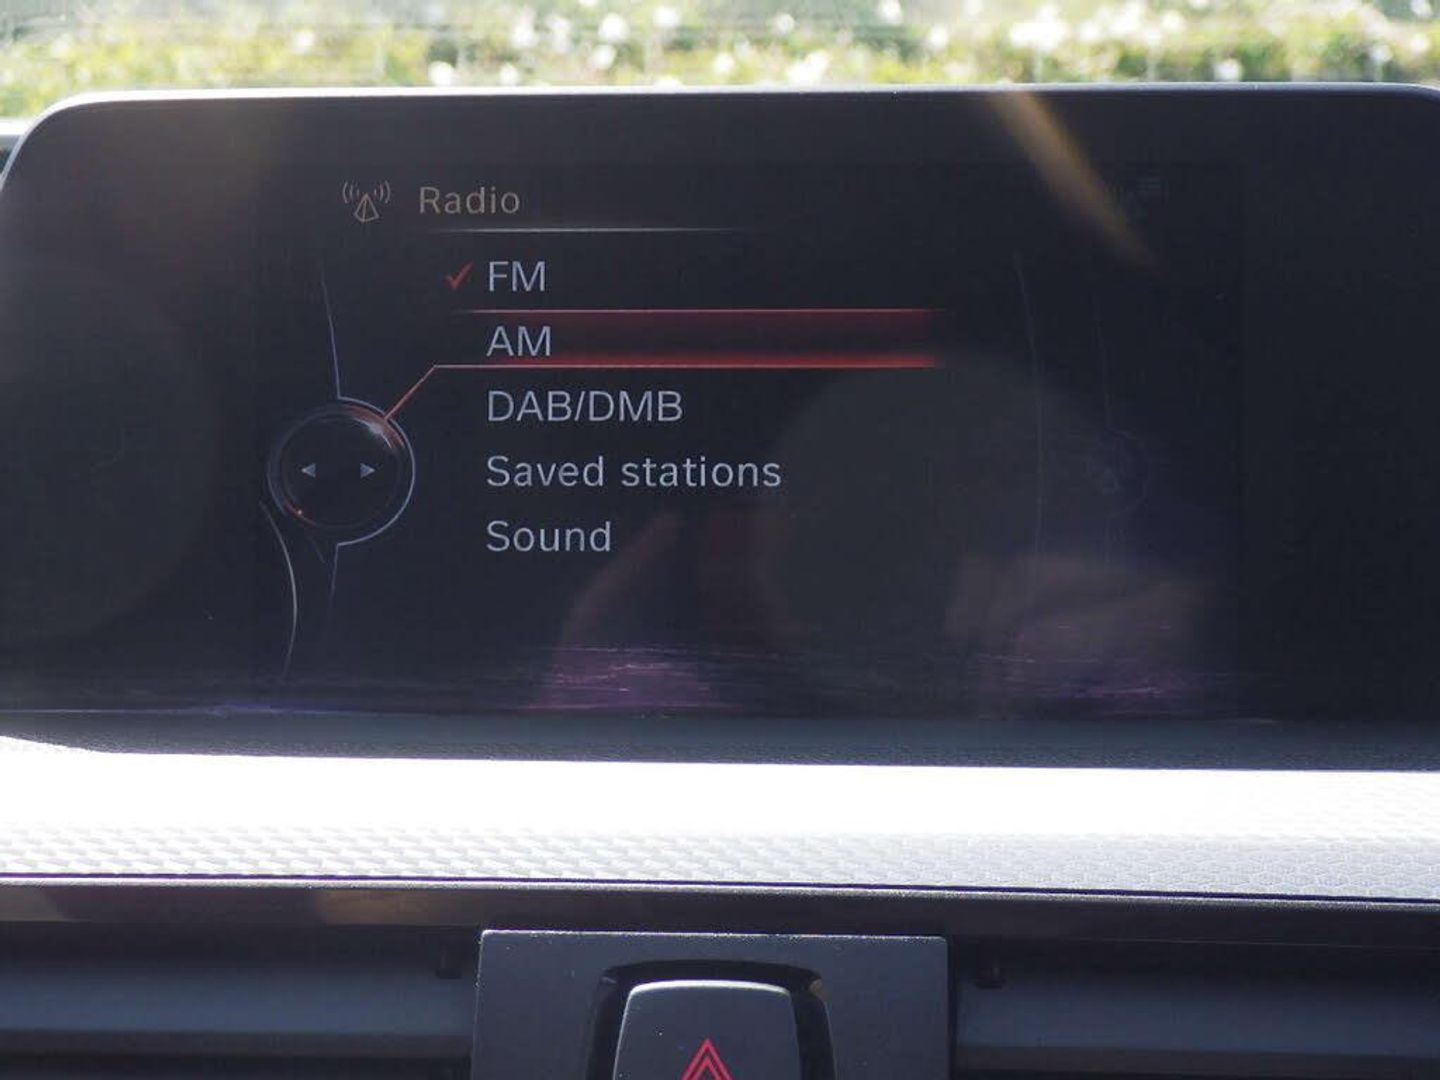 Radio
FM
AM
DAB/DMB
Saved stations
Sound